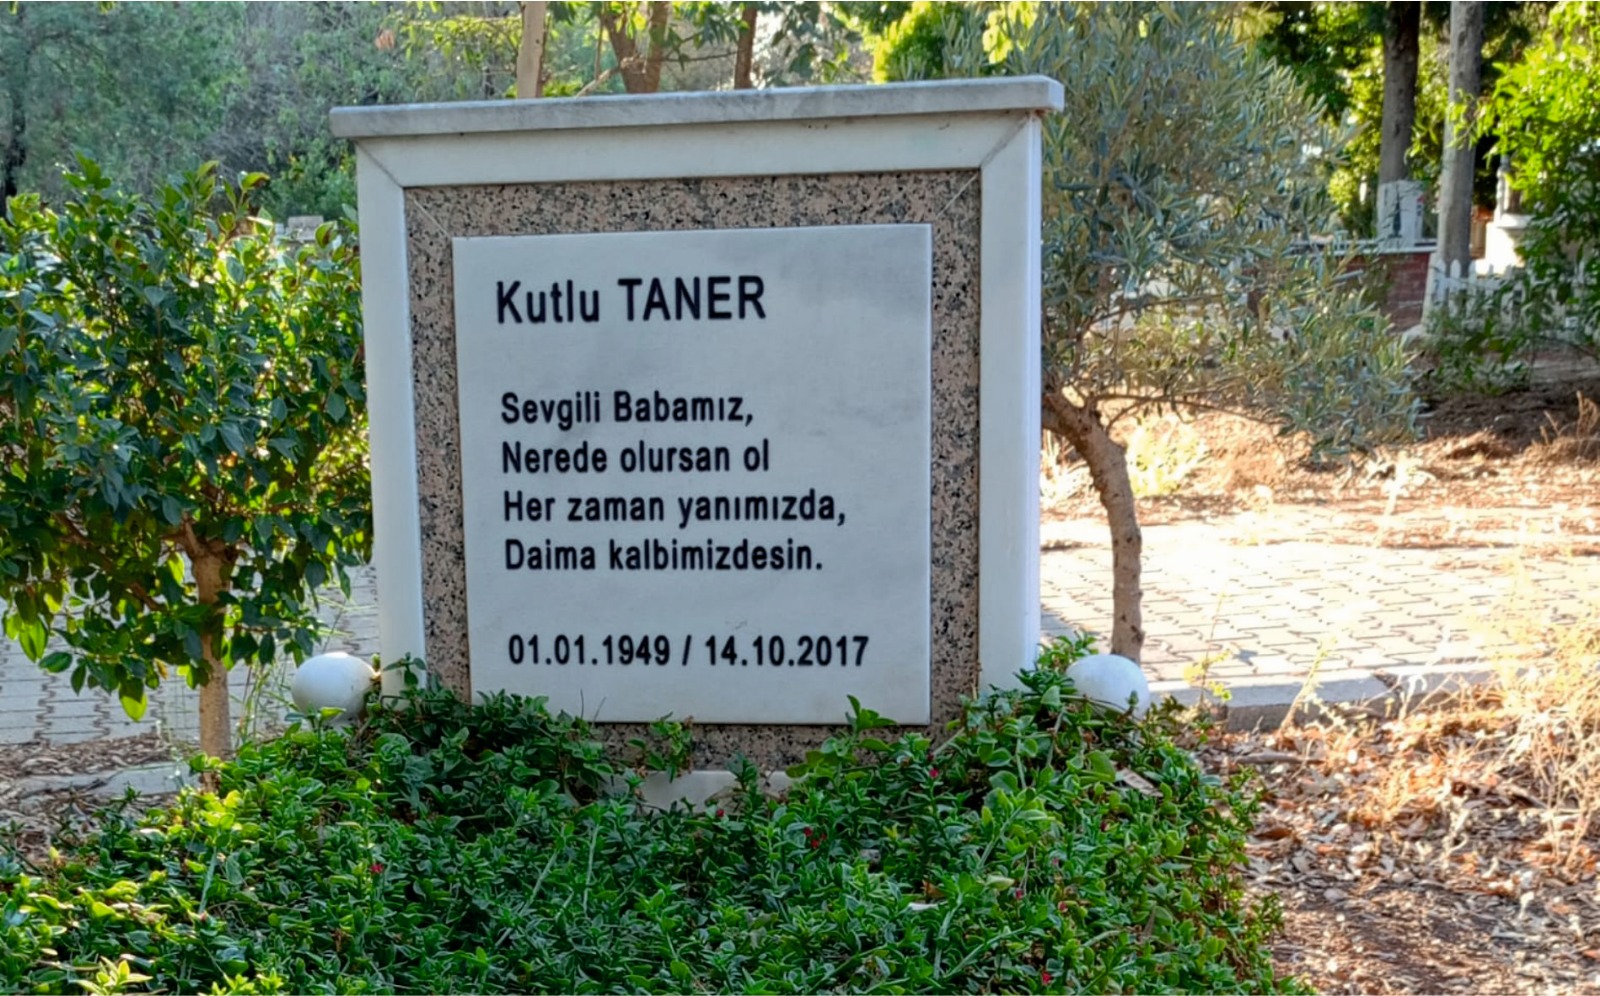 Kutlu TANER
Sevgili Babamız,
Nerede olursan ol
Her zaman yanımızda,
Daima kalbimizdesin.
01.01.1949 / 14.10.2017